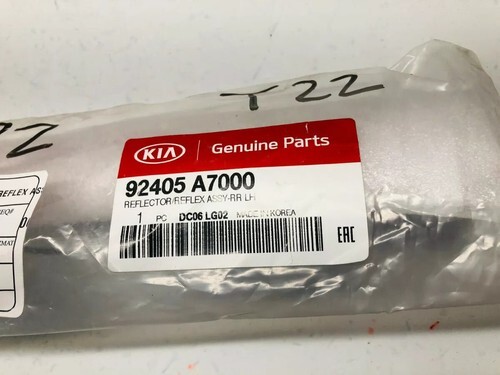 Y22
KIA Genuine Parts
92405 A7000
REFLECTOR/REFLEX ASSY-RR LH
1 PC DC06 LG02 MADE IN KOREA
EAC
REFLEX AS